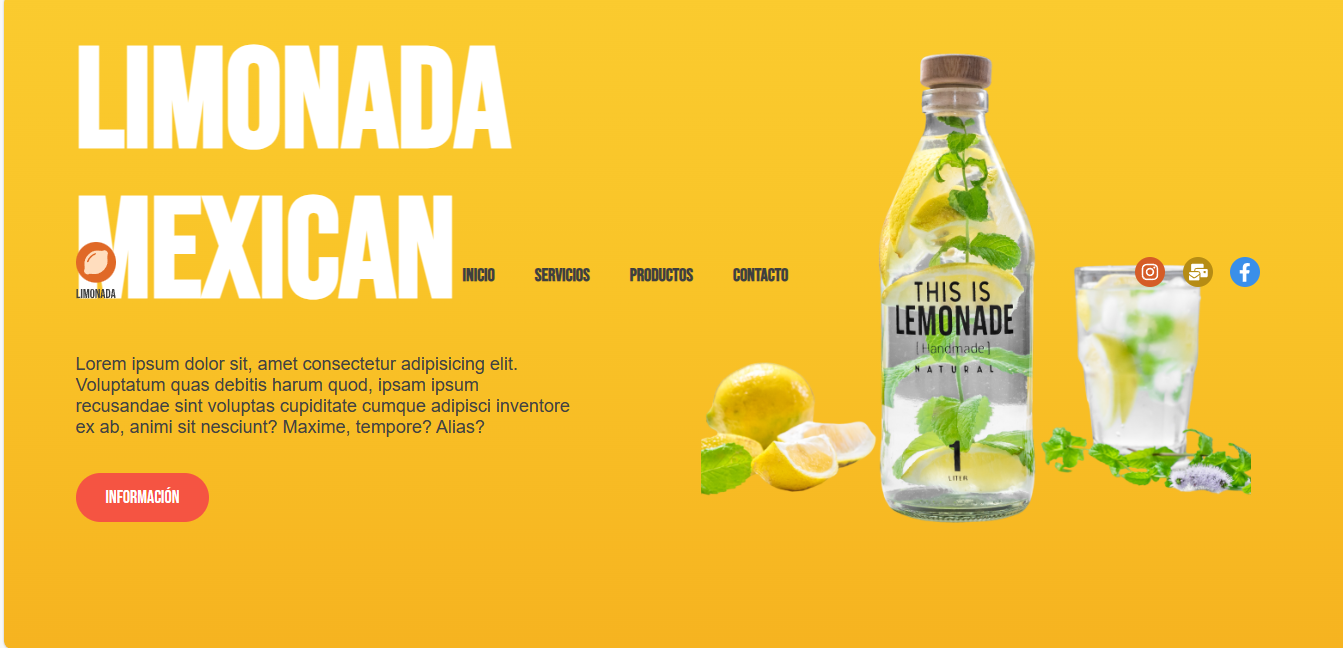 LIMONADA
MEXICAN
LIMONADA
INICIO SERVICIOS PRODUCTOS CONTACTO
Lorem ipsum dolor sit, amet consectetur adipisicing elit.
Voluptatum quas debitis harum quod, ipsam ipsum
recusandae sint voluptas cupiditate cumque adipisci inventore
ex ab, animi sit nesciunt? Maxime, tempore? Alias?
INFORMACIÓN
THIS IS
LEMONADE
[Handmade]
NATURAL
1
LITER